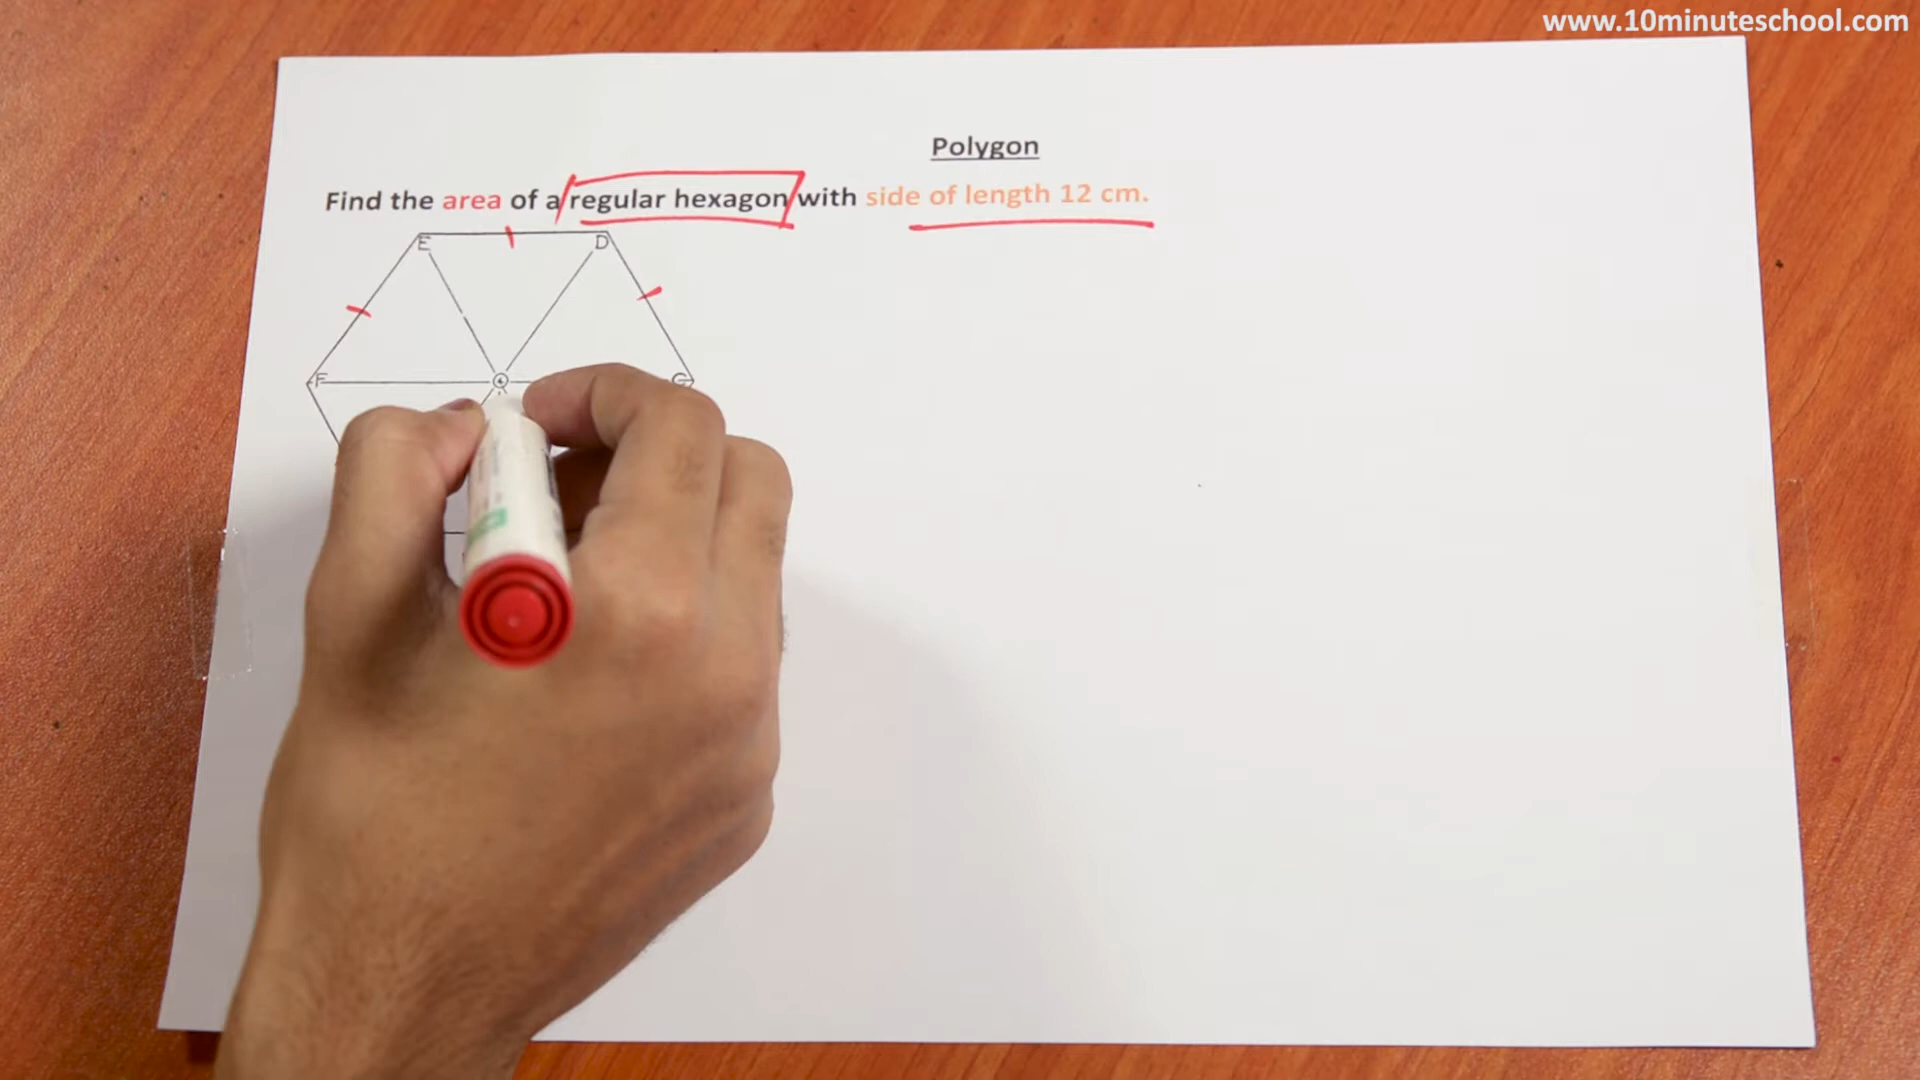 www.10minuteschool.com
Polygon
Find the area of a regular hexagon with side of length 12 cm.
E D
F